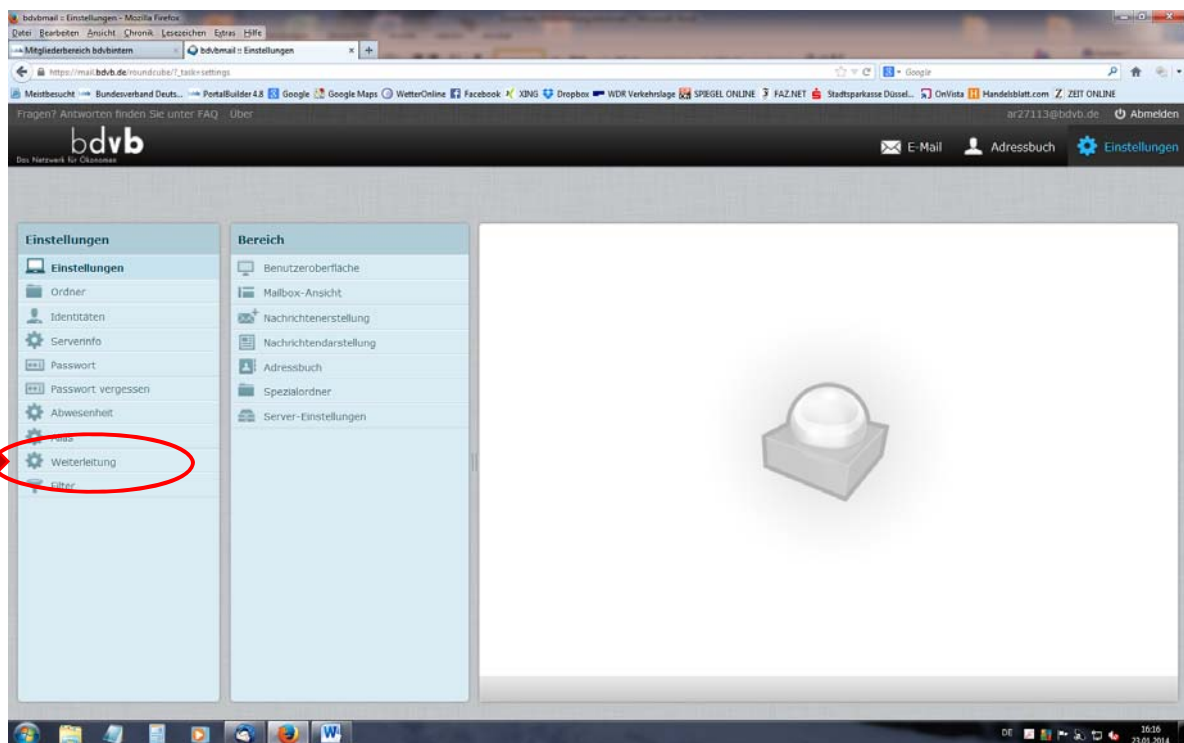 bdvbmail :: Einstellungen - Mozilla Firefox
Datei Bearbeiten Ansicht Chronik Lesezeichen Extras Hilfe
Mitgliederbereich bdvbintern
bdvbmail :: Einstellungen
https://mail.bdvb.de/roundcube/?_task=settings
Google
Meistbesucht Bundesverband Deuts... PortalBuilder 4.8 Google Google Maps WetterOnline Facebook XING Dropbox WDR Verkehrslage SPIEGEL ONLINE FAZ.NET Stadtsparkasse Düssel... OnVista Handelsblatt.com ZEIT ONLINE
Fragen? Antworten finden Sie unter FAQ Über
ar27113@bdvb.de Abmelden
bdvb
Das Netzwerk für Ökonomen
E-Mail Adressbuch Einstellungen
Einstellungen
Einstellungen
Ordner
Identitäten
Serverinfo
Passwort
Passwort vergessen
Abwesenheit
Alias
Weiterleitung
Filter
Bereich
Benutzeroberfläche
Mailbox-Ansicht
Nachrichtenerstellung
Nachrichtendarstellung
Adressbuch
Spezialordner
Server-Einstellungen
DE
16:16
23.01.2014